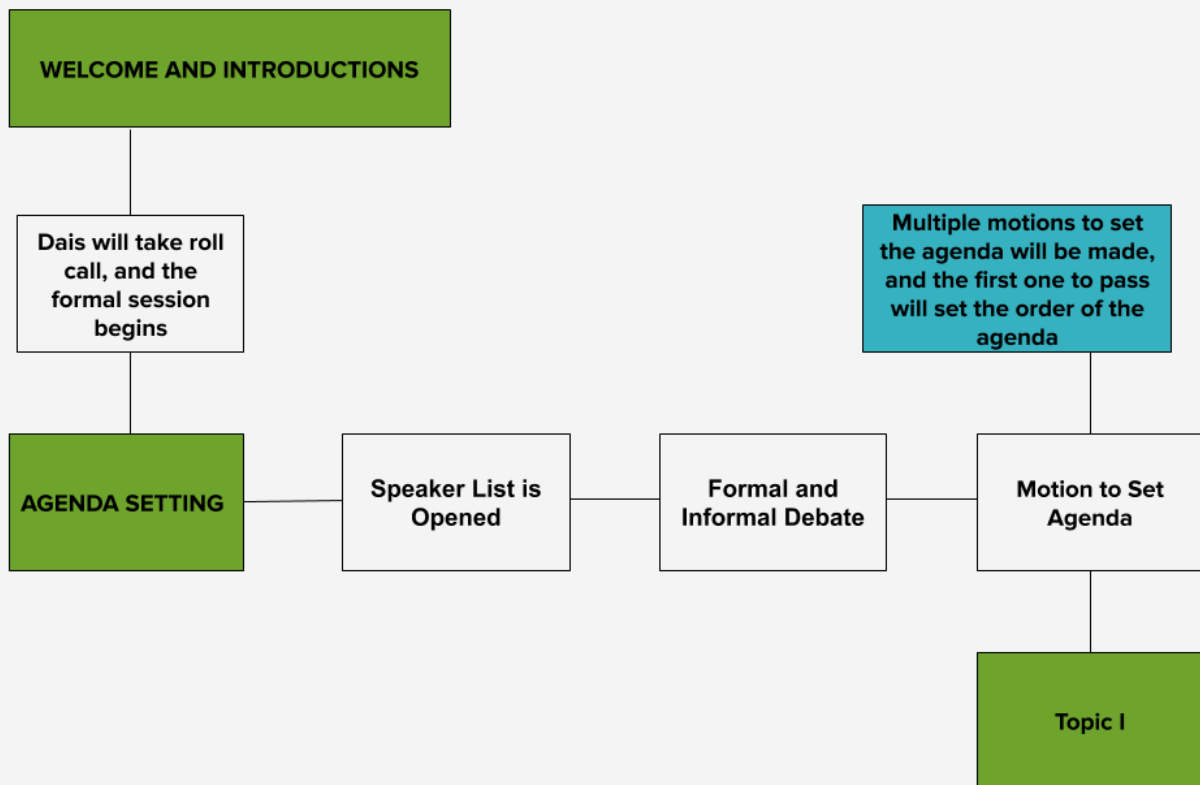 WELCOME AND INTRODUCTIONS
Dais will take roll
call, and the
formal session
begins
Multiple motions to set
the agenda will be made,
and the first one to pass
will set the order of the
agenda
AGENDA SETTING
Speaker List is
Opened
Formal and
Informal Debate
Motion to Set
Agenda
Topic I